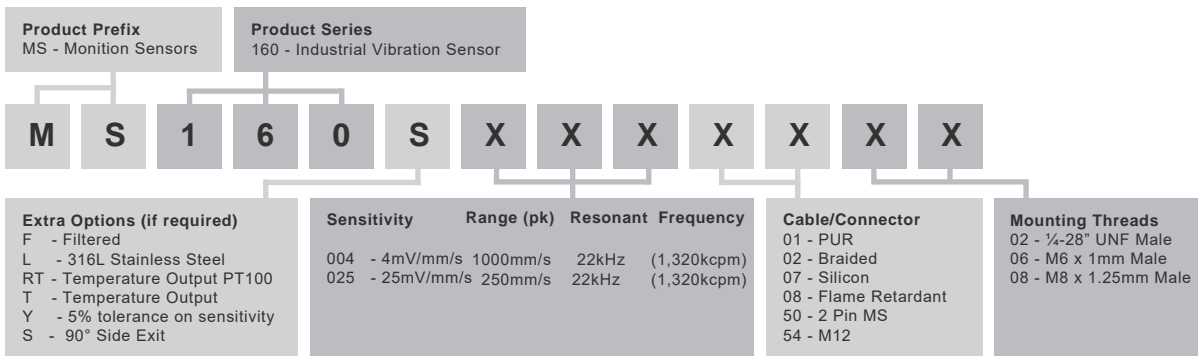 Product Prefix
MS - Monition Sensors
Product Series
160 - Industrial Vibration Sensor
M S 1 6 0 S X X X X X X X
Extra Options (if required)
F - Filtered
L - 316L Stainless Steel
RT - Temperature Output PT100
T - Temperature Output
Y - 5% tolerance on sensitivity
S - 90° Side Exit
Sensitivity Range (pk) Resonant Frequency
004 - 4mV/mm/s 1000mm/s 22kHz (1,320kcpm)
025 - 25mV/mm/s 250mm/s 22kHz (1,320kcpm)
Cable/Connector
01 - PUR
02 - Braided
07 - Silicon
08 - Flame Retardant
50 - 2 Pin MS
54 - M12
Mounting Threads
02 - ¼-28” UNF Male
06 - M6 x 1mm Male
08 - M8 x 1.25mm Male